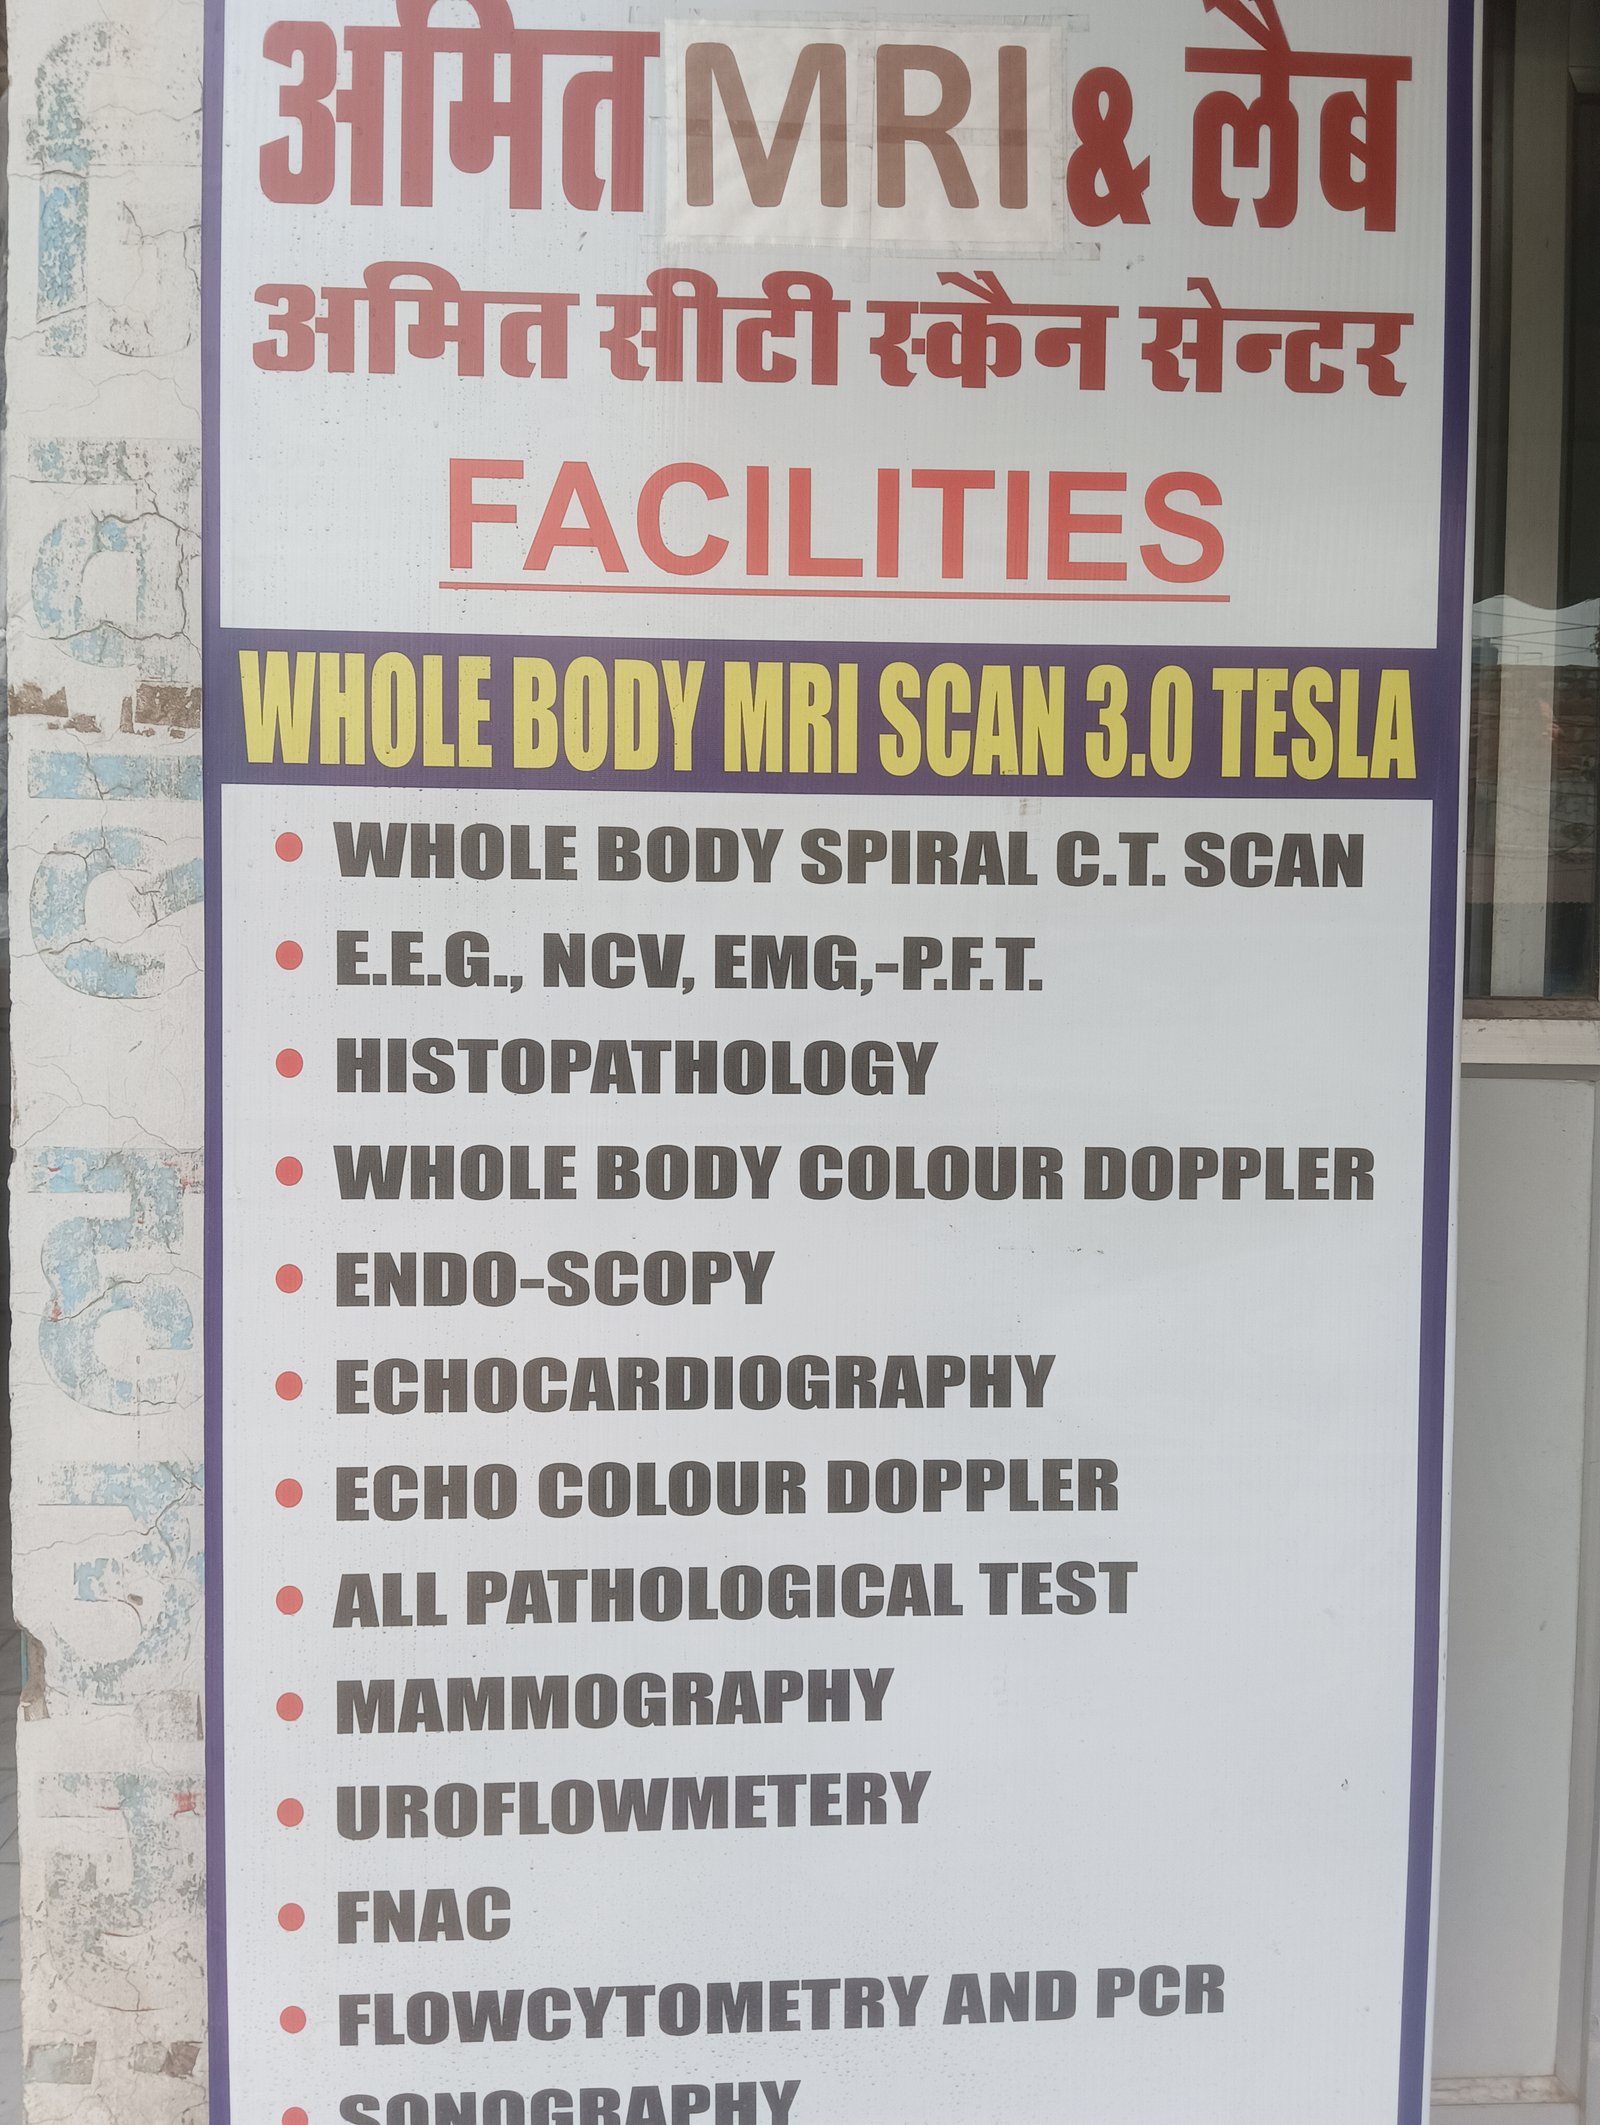 अमित MRI & लैब
अमित सीटी स्कैन सेन्टर
FACILITIES
WHOLE BODY MRI SCAN 3.0 TESLA
• WHOLE BODY SPIRAL C.T. SCAN
• E.E.G., NCV, EMG,-P.F.T.
• HISTOPATHOLOGY
• WHOLE BODY COLOUR DOPPLER
• ENDO-SCOPY
• ECHOCARDIOGRAPHY
• ECHO COLOUR DOPPLER
• ALL PATHOLOGICAL TEST
• MAMMOGRAPHY
• UROFLOWMETERY
• FNAC
• FLOWCYTOMETRY AND PCR
• SONOGRAPHY